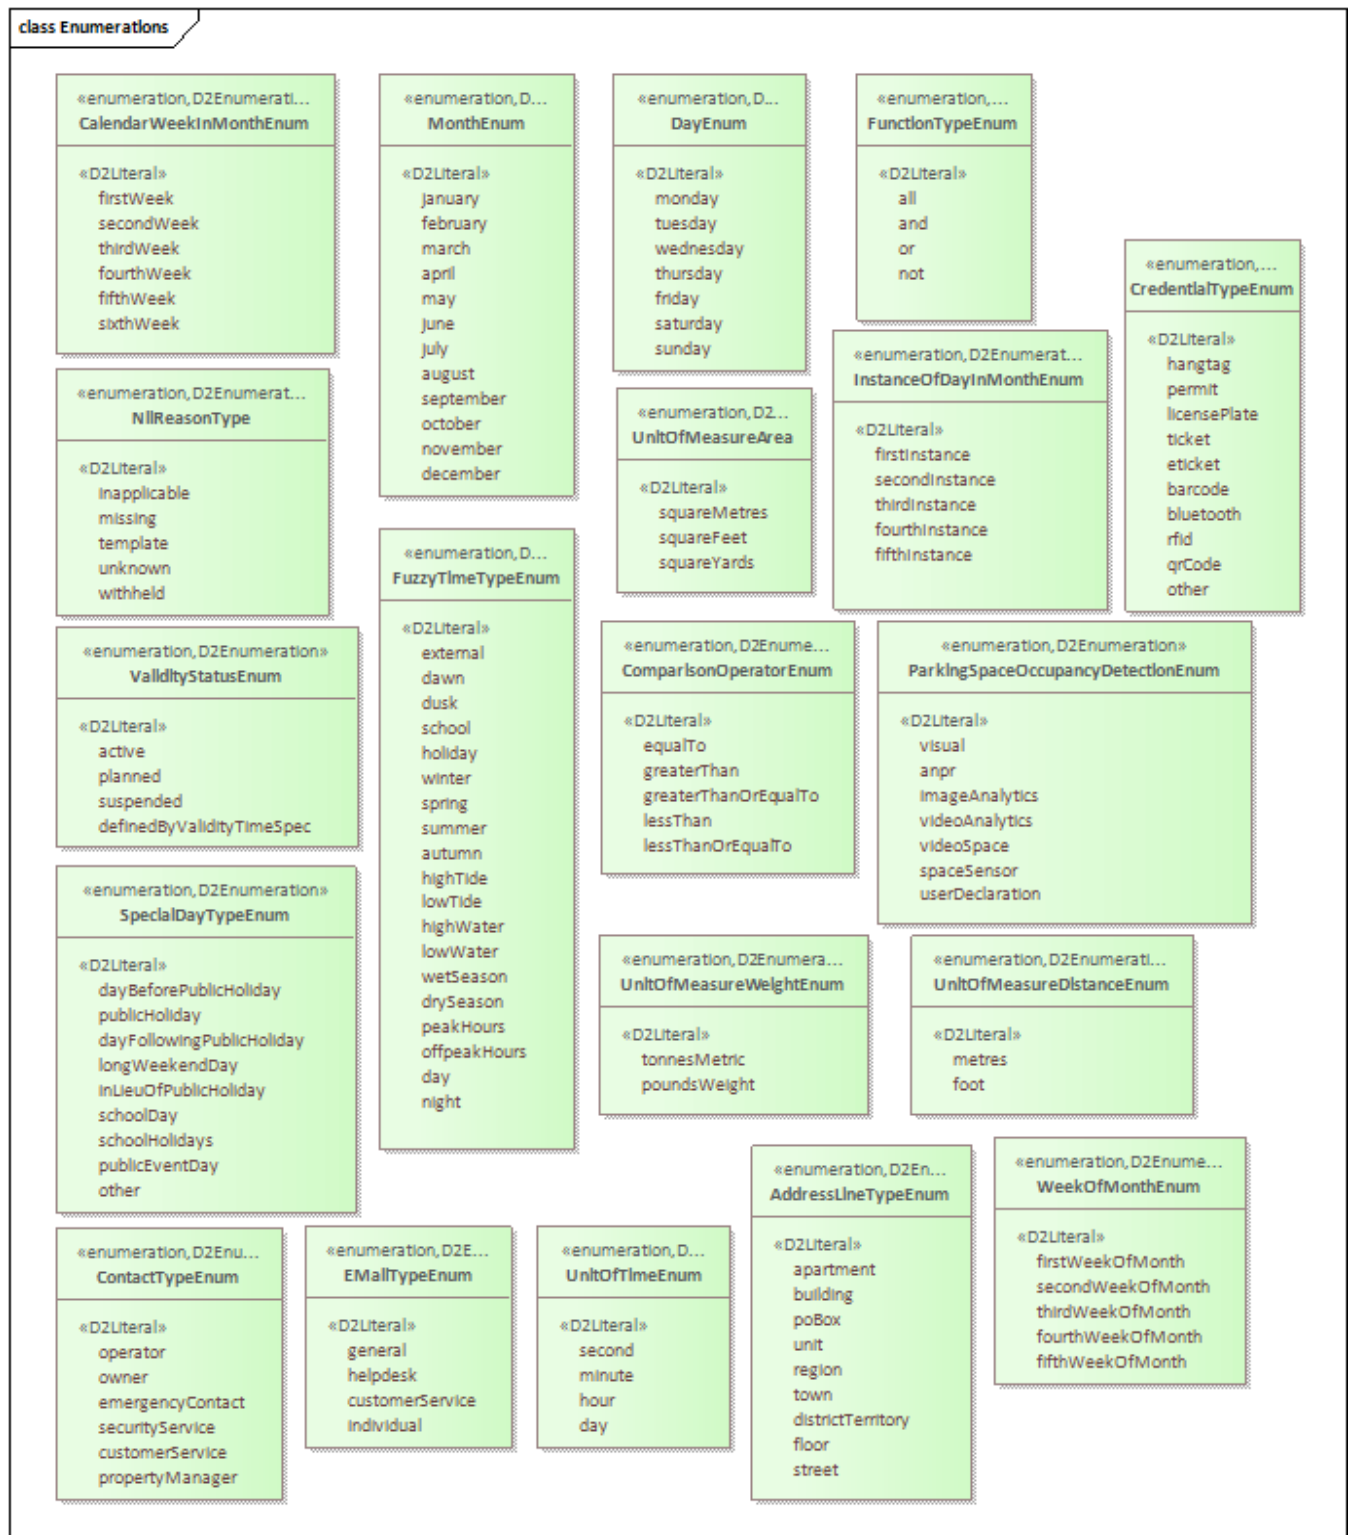 class Enumerations
«enumeration,D2Enumerati...
CalendarWeekInMonthEnum
«D2Literal»
firstWeek
secondWeek
thirdWeek
fourthWeek
fifthWeek
sixthWeek
«enumeration,D...
MonthEnum
«D2Literal»
january
february
march
april
may
june
july
august
september
october
november
december
«enumeration,D...
DayEnum
«D2Literal»
monday
tuesday
wednesday
thursday
friday
saturday
sunday
«enumeration,...
FunctionTypeEnum
«D2Literal»
all
and
or
not
«enumeration,...
CredentialTypeEnum
«D2Literal»
hangtag
permit
licensePlate
ticket
eticket
barcode
bluetooth
rfid
qrCode
other
«enumeration,D2Enumerat...
InstanceOfDayInMonthEnum
«D2Literal»
firstInstance
secondInstance
thirdInstance
fourthInstance
fifthInstance
«enumeration,D2Enumerat...
NilReasonType
«D2Literal»
inapplicable
missing
template
unknown
withheld
«enumeration,D2...
UnitOfMeasureArea
«D2Literal»
squareMetres
squareFeet
squareYards
«enumeration,D...
FuzzyTimeTypeEnum
«D2Literal»
external
dawn
dusk
school
holiday
winter
spring
summer
autumn
highTide
lowTide
highWater
lowWater
wetSeason
drySeason
peakHours
offpeakHours
day
night
«enumeration,D2Enumeration»
ValidityStatusEnum
«D2Literal»
active
planned
suspended
definedByValidityTimeSpec
«enumeration,D2Enume...
ComparisonOperatorEnum
«D2Literal»
equalTo
greaterThan
greaterThanOrEqualTo
lessThan
lessThanOrEqualTo
«enumeration,D2Enumeration»
ParkingSpaceOccupancyDetectionEnum
«D2Literal»
visual
anpr
imageAnalytics
videoAnalytics
videoSpace
spaceSensor
userDeclaration
«enumeration,D2Enumeration»
SpecialDayTypeEnum
«D2Literal»
dayBeforePublicHoliday
publicHoliday
dayFollowingPublicHoliday
longWeekendDay
inLieuOfPublicHoliday
schoolDay
schoolHolidays
publicEventDay
other
«enumeration,D2Enumera...
UnitOfMeasureWeightEnum
«D2Literal»
tonnesMetric
poundsWeight
«enumeration,D2Enumerati...
UnitOfMeasureDistanceEnum
«D2Literal»
metres
foot
«enumeration,D2Enu...
ContactTypeEnum
«D2Literal»
operator
owner
emergencyContact
securityService
customerService
propertyManager
«enumeration,D2E...
EMailTypeEnum
«D2Literal»
general
helpdesk
customerService
individual
«enumeration,D...
UnitOfTimeEnum
«D2Literal»
second
minute
hour
day
«enumeration,D2En...
AddressLineTypeEnum
«D2Literal»
apartment
building
poBox
unit
region
town
districtTerritory
floor
street
«enumeration,D2Enume...
WeekOfMonthEnum
«D2Literal»
firstWeekOfMonth
secondWeekOfMonth
thirdWeekOfMonth
fourthWeekOfMonth
fifthWeekOfMonth